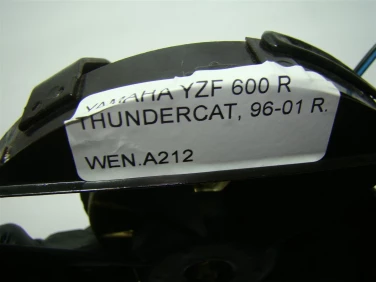 YAMAHA YZF 600 R
THUNDERCAT, 96-01 R.
WEN.A212